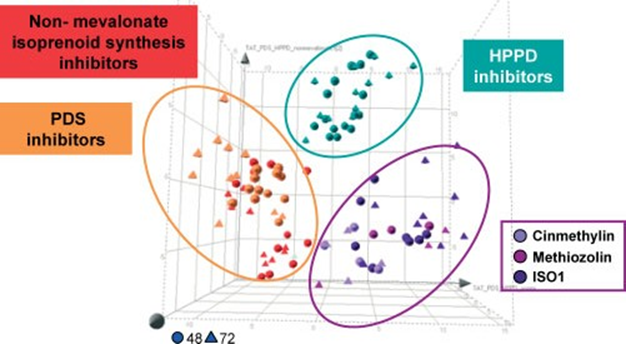 Non- mevalonate
isoprenoid synthesis
inhibitors
HPPD
inhibitors
PDS
inhibitors
Cinmethylin
Methiozolin
ISO1
48 72